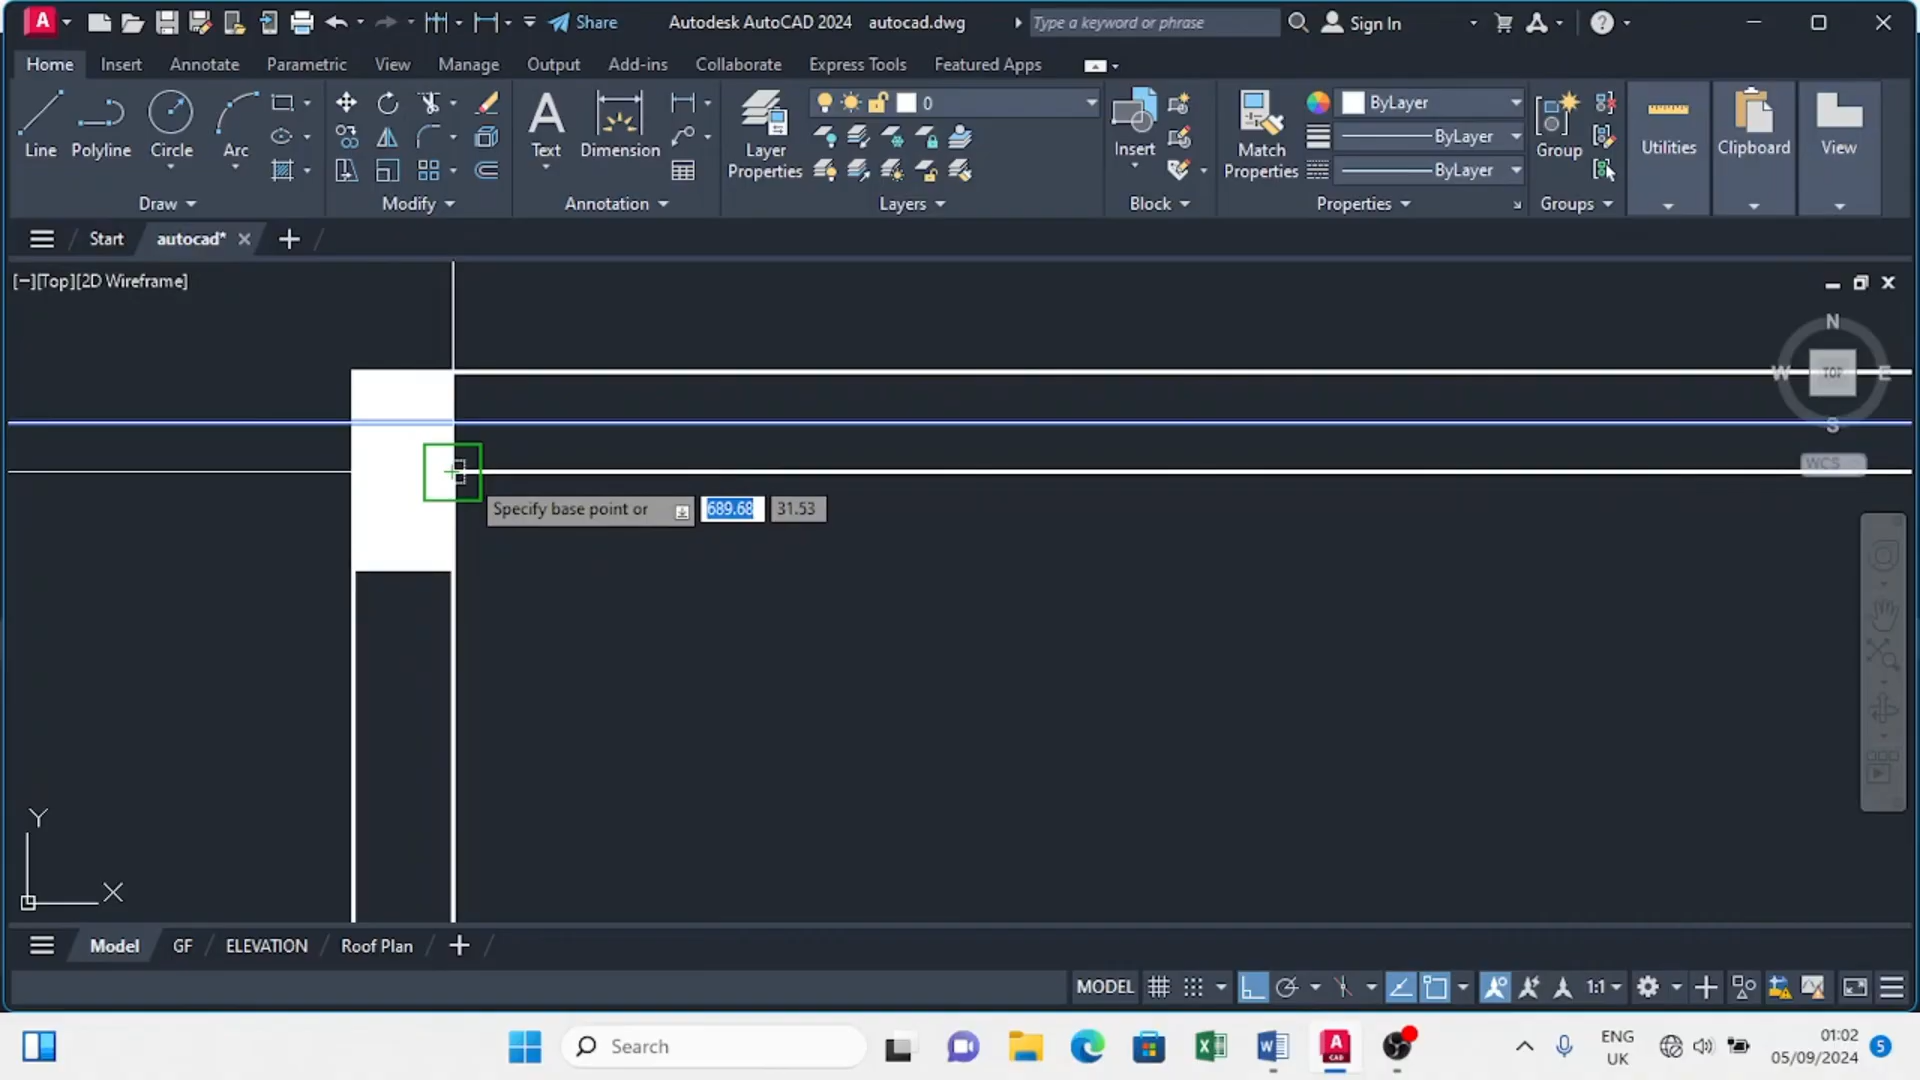 A Share Autodesk AutoCAD 2024 autocad.dwg Type a keyword or phrase Sign In
Home Insert Annotate Parametric View Manage Output Add-ins Collaborate Express Tools Featured Apps
Line Polyline Circle Arc
A Text Dimension
Layer Properties
0
Insert
Match Properties
ByLayer
ByLayer
ByLayer
Group
Utilities
Clipboard
View
Draw Modify Annotation Layers Block Properties Groups
Start autocad*
[−][Top][2D Wireframe]
N
W TOP E
S
WCS
Specify base point or 689.68 31.53
Y
X
Model GF ELEVATION Roof Plan
MODEL 1:1
Search
A
CAD
ENG
UK
01:02
05/09/2024
5